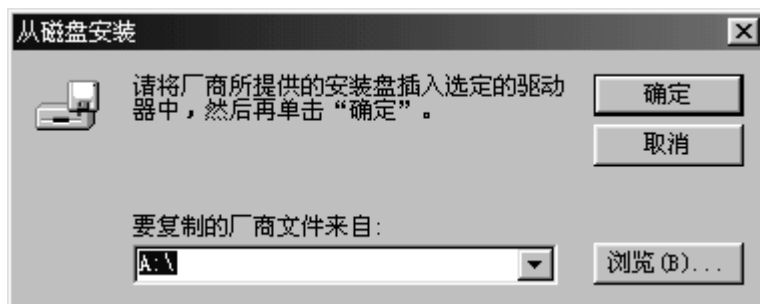 从磁盘安装
请将厂商所提供的安装盘插入选定的驱动
器中，然后再单击“确定”。
确定
取消
要复制的厂商文件来自:
A:\
浏览(B)...